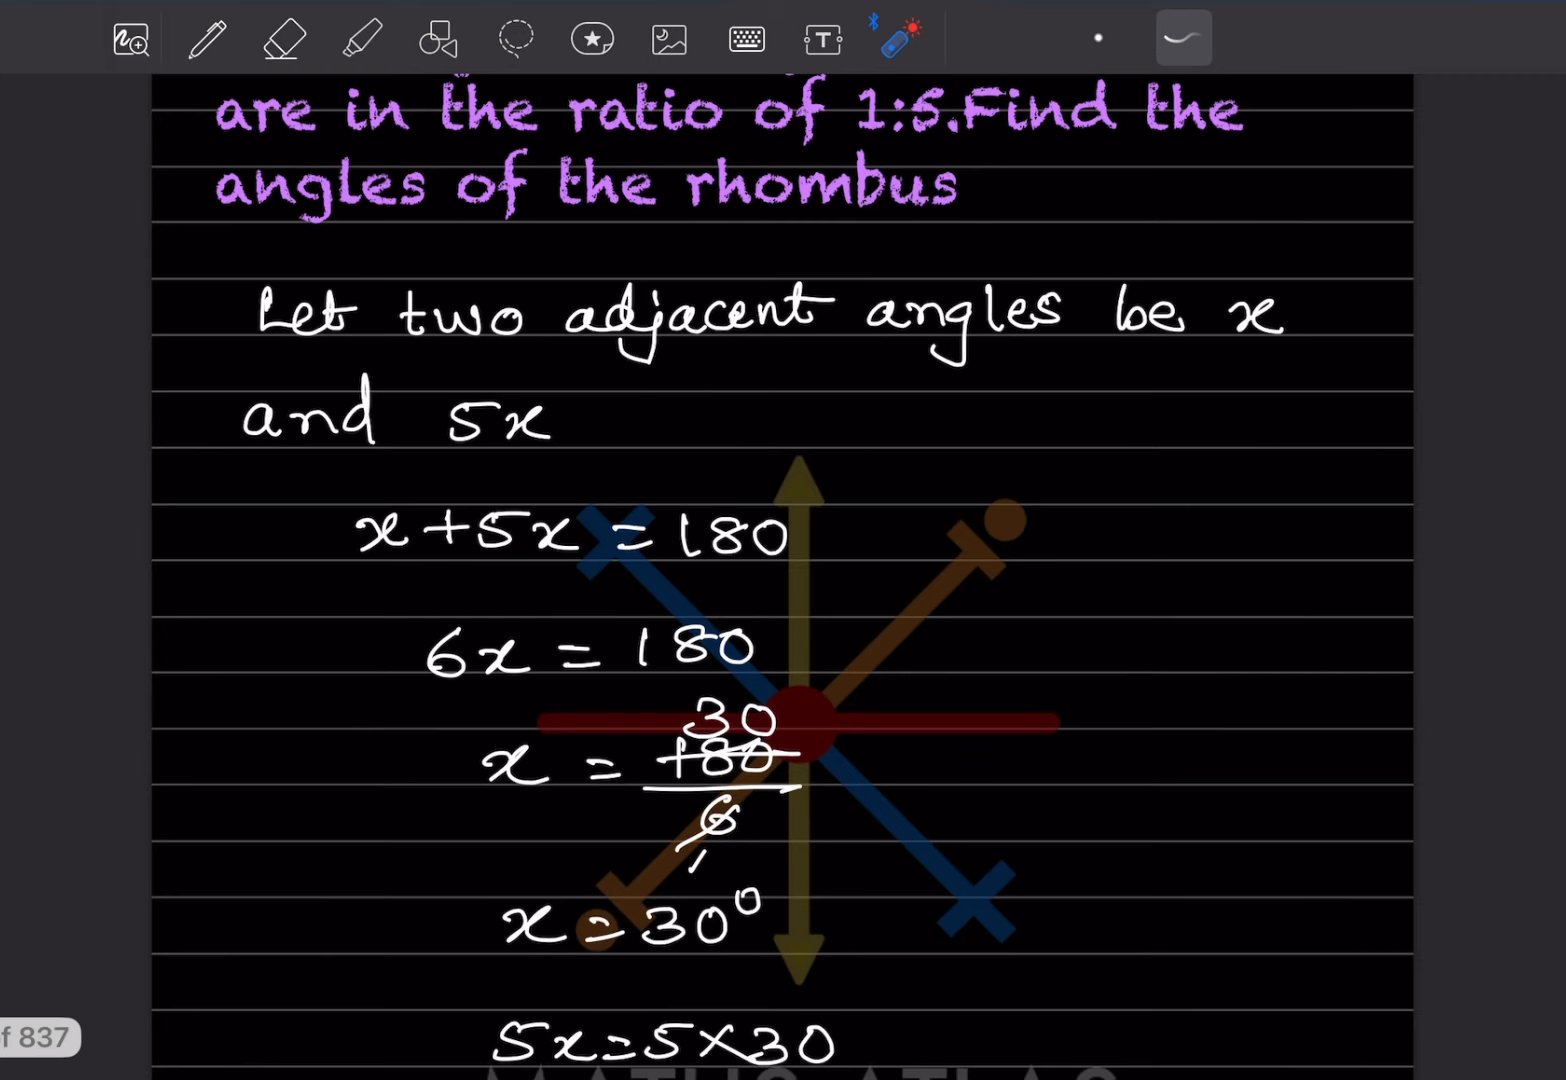 are in the ratio of 1:5.Find the
angles of the rhombus
Let two adjacent angles be x
and 5x
x+5x=180
6x=180
30
x = 180
6
1
x=30⁰
5x=5×30
f 837